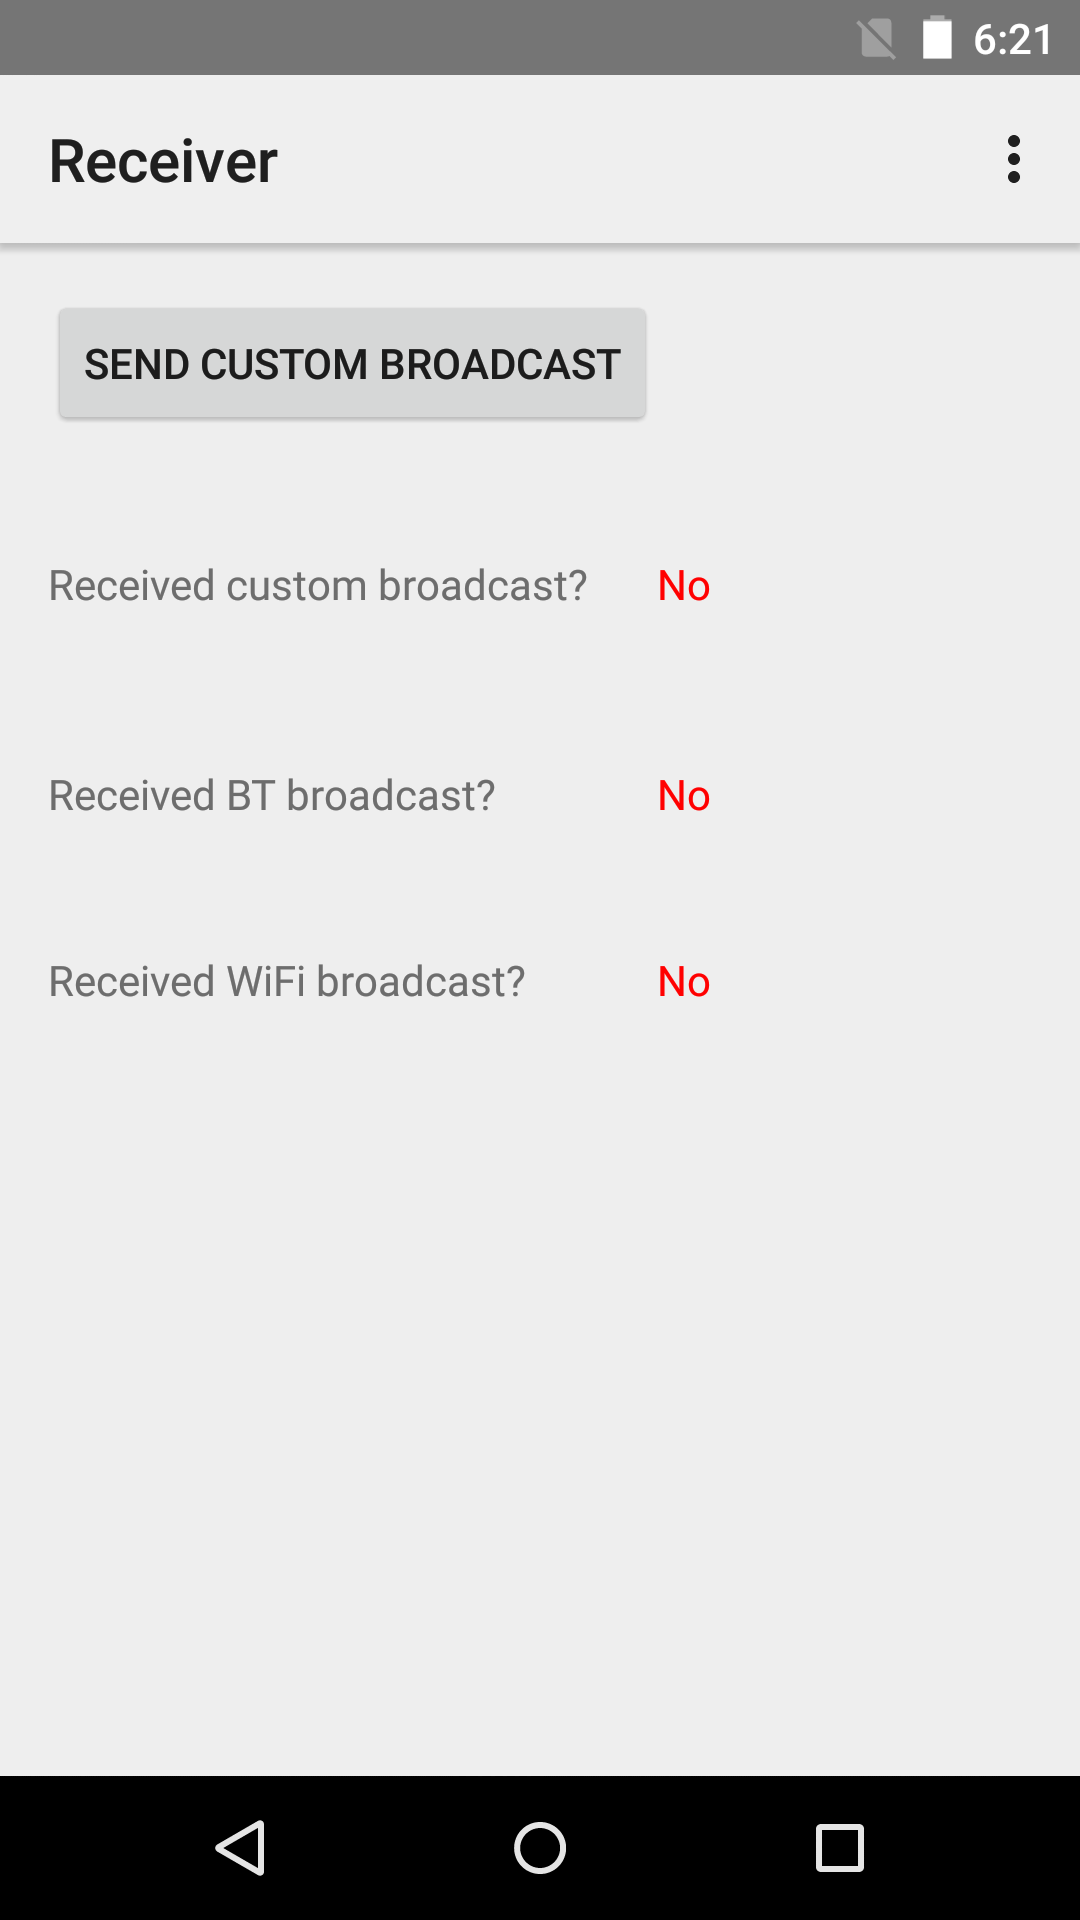 6:21
Receiver
SEND CUSTOM BROADCAST
Received custom broadcast? No
Received BT broadcast? No
Received WiFi broadcast? No